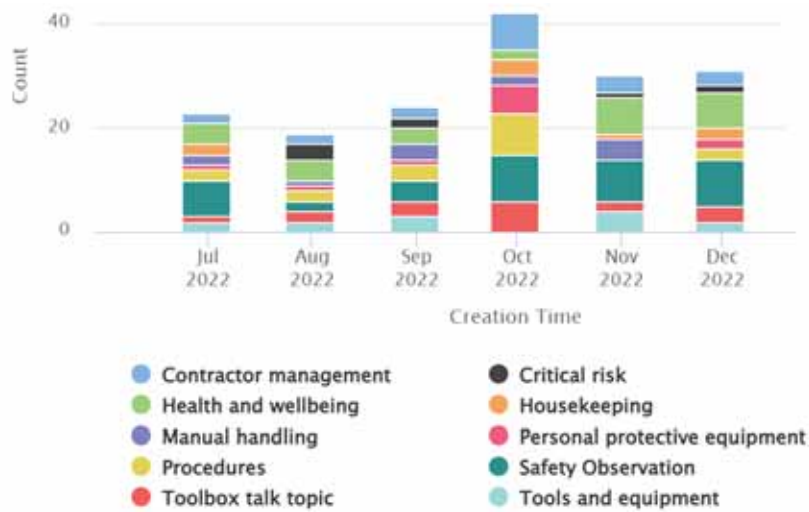 40
20
0
Count
Jul
2022
Aug
2022
Sep
2022
Oct
2022
Nov
2022
Dec
2022
Creation Time
Contractor management
Critical risk
Health and wellbeing
Housekeeping
Manual handling
Personal protective equipment
Procedures
Safety Observation
Toolbox talk topic
Tools and equipment